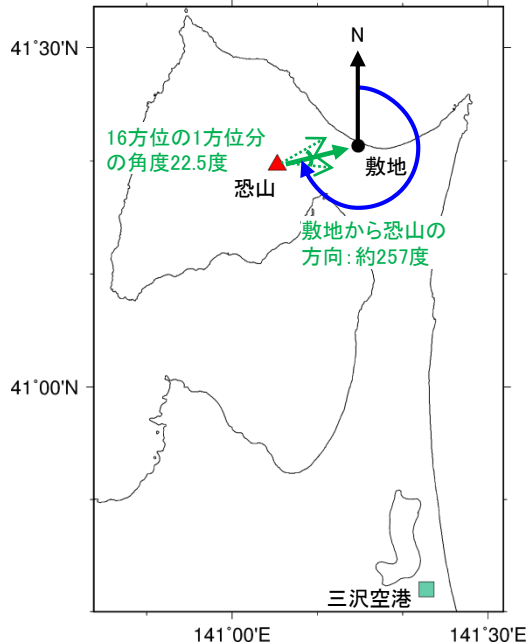 41˚30'N
N
16方位の1方位分
の角度22.5度
敷地
恐山
敷地から恐山の
方向：約257度
41˚00'N
三沢空港
141˚00'E
141˚30'E